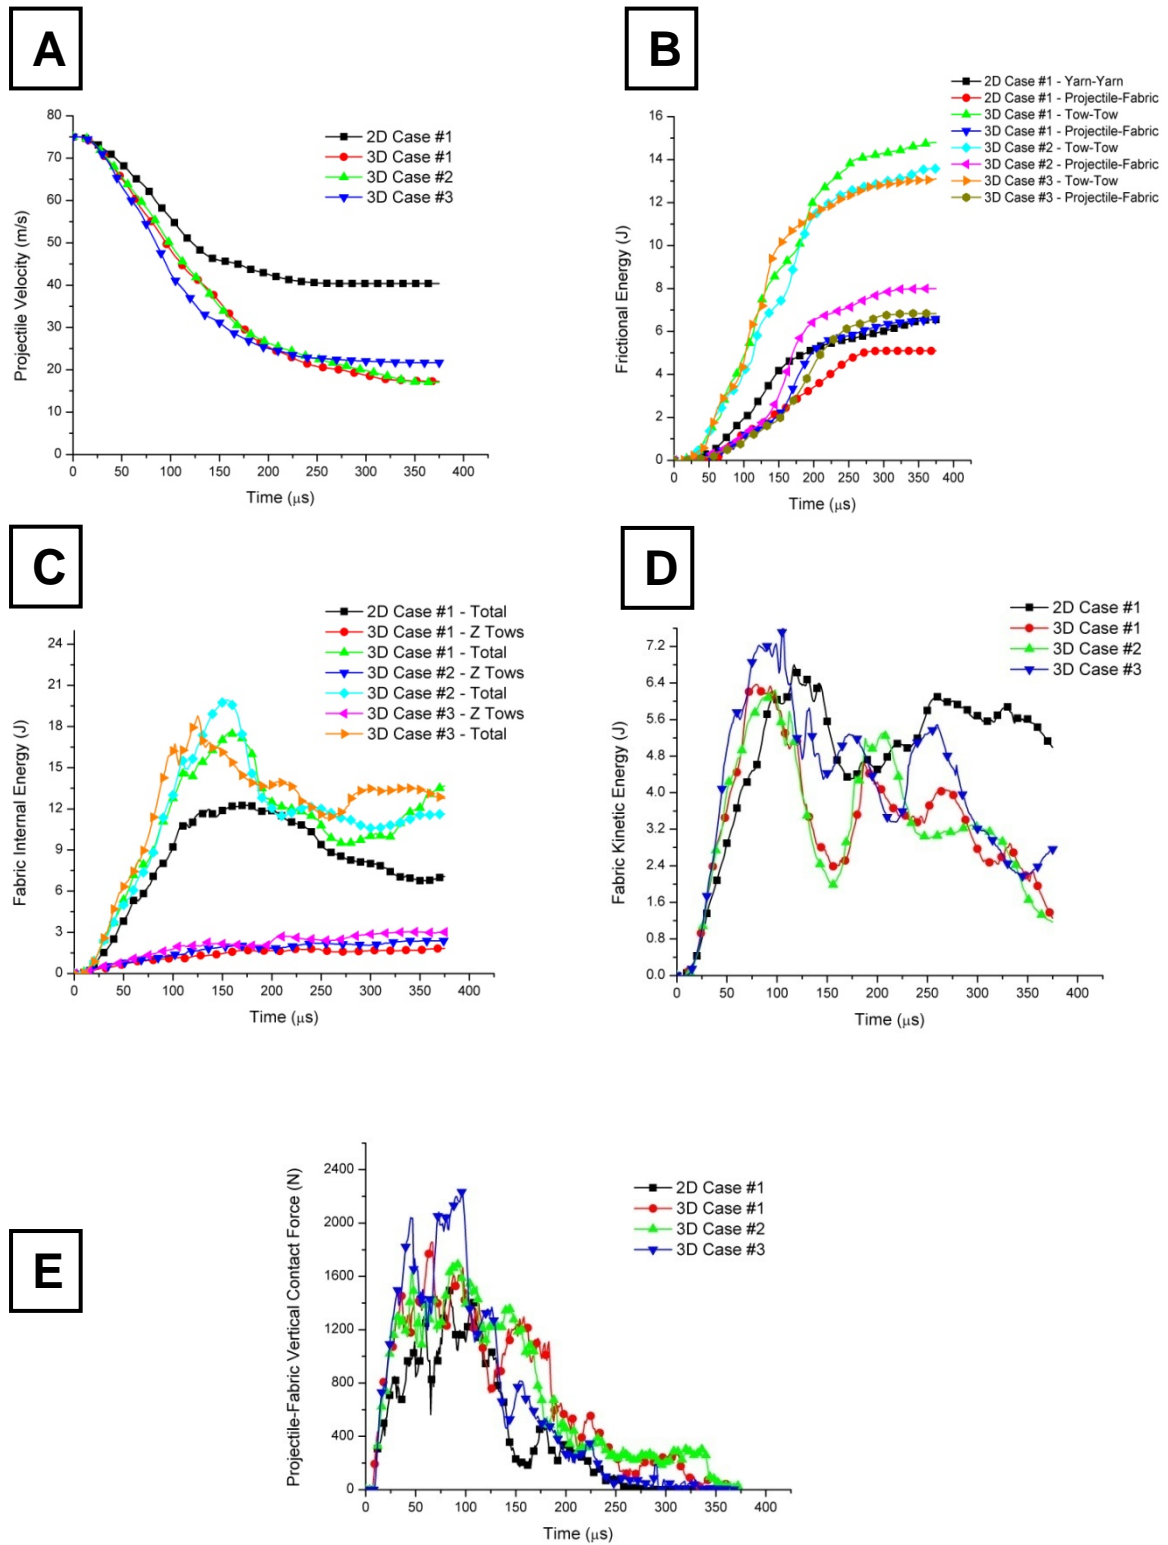 A
80
70
60
50
40
30
20
10
0
0 50 100 150 200 250 300 350 400
Projectile Velocity (m/s)
Time (μs)
2D Case #1
3D Case #1
3D Case #2
3D Case #3
B
2D Case #1 - Yarn-Yarn
2D Case #1 - Projectile-Fabric
3D Case #1 - Tow-Tow
3D Case #1 - Projectile-Fabric
3D Case #2 - Tow-Tow
3D Case #2 - Projectile-Fabric
3D Case #3 - Tow-Tow
3D Case #3 - Projectile-Fabric
16
14
12
10
8
6
4
2
0
0 50 100 150 200 250 300 350 400
Frictional Energy (J)
Time (μs)
C
2D Case #1 - Total
3D Case #1 - Z Tows
3D Case #1 - Total
3D Case #2 - Z Tows
3D Case #2 - Total
3D Case #3 - Z Tows
3D Case #3 - Total
24
21
18
15
12
9
6
3
0
0 50 100 150 200 250 300 350 400
Fabric Internal Energy (J)
Time (μs)
D
2D Case #1
3D Case #1
3D Case #2
3D Case #3
7.2
6.4
5.6
4.8
4.0
3.2
2.4
1.6
0.8
0.0
0 50 100 150 200 250 300 350 400
Fabric Kinetic Energy (J)
Time (μs)
E
2400
2000
1600
1200
800
400
0
0 50 100 150 200 250 300 350 400
Projectile-Fabric Vertical Contact Force (N)
Time (μs)
2D Case #1
3D Case #1
3D Case #2
3D Case #3